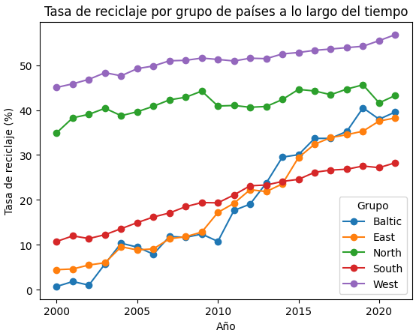 Tasa de reciclaje por grupo de países a lo largo del tiempo
Tasa de reciclaje (%)
50
40
30
20
10
0
2000
2005
2010
2015
2020
Año
Grupo
Baltic
East
North
South
West